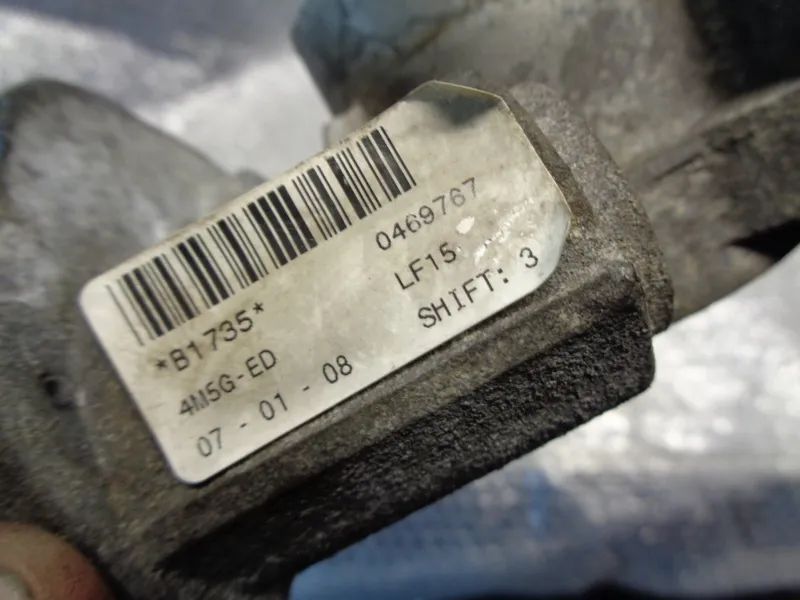 *B1735*
0469767
4M5G-ED
LF15
07-01-08
SHIFT: 3